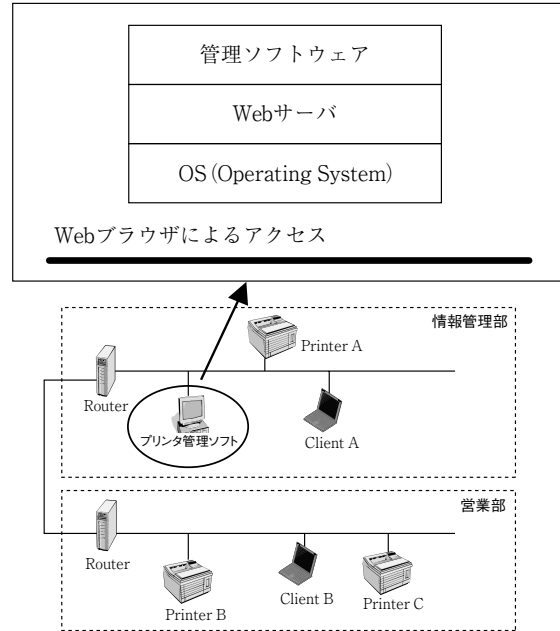 管理ソフトウェア
Webサーバ
OS(Operating System)
Webブラウザによるアクセス
情報管理部
Printer A
Router
プリンタ管理ソフト
Client A
営業部
Router
Printer B
Client B
Printer C